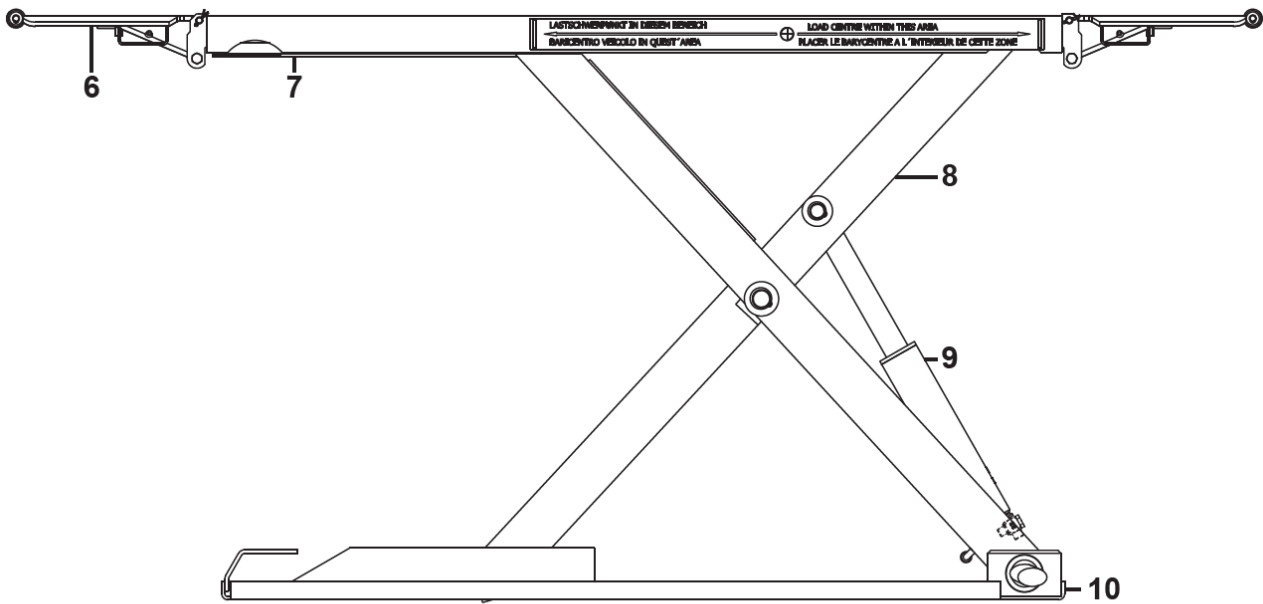 LASTSCHWERPUNKT IN DIESEM BEREICH
LOAD CENTRE WITHIN THIS AREA
BARICENTRO VEICOLO IN QUEST´AREA
PLACER LE BARYCENTRE A L´INTERIEUR DE CETTE ZONE
6
7
8
9
10